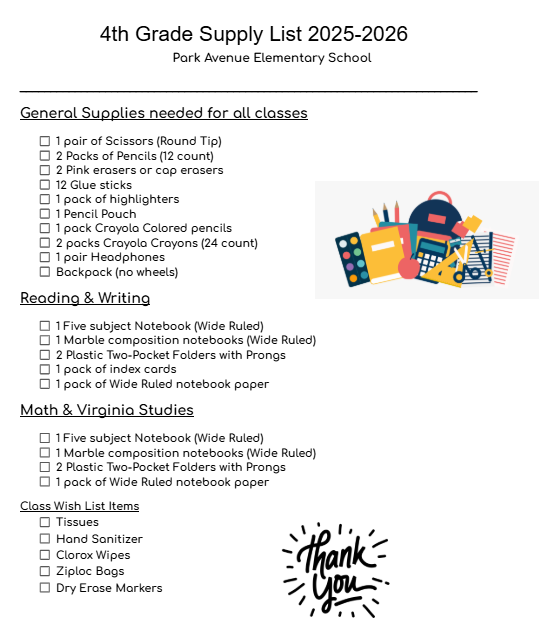 4th Grade Supply List 2025-2026
Park Avenue Elementary School
General Supplies needed for all classes
1 pair of Scissors (Round Tip)
2 Packs of Pencils (12 count)
2 Pink erasers or cap erasers
12 Glue sticks
1 pack of highlighters
1 Pencil Pouch
1 pack Crayola Colored pencils
2 packs Crayola Crayons (24 count)
1 pair Headphones
Backpack (no wheels)
Reading & Writing
1 Five subject Notebook (Wide Ruled)
1 Marble composition notebooks (Wide Ruled)
2 Plastic Two-Pocket Folders with Prongs
1 pack of index cards
1 pack of Wide Ruled notebook paper
Math & Virginia Studies
1 Five subject Notebook (Wide Ruled)
1 Marble composition notebooks (Wide Ruled)
2 Plastic Two-Pocket Folders with Prongs
1 pack of Wide Ruled notebook paper
Class Wish List Items
Tissues
Hand Sanitizer
Clorox Wipes
Ziploc Bags
Dry Erase Markers
Thank
you